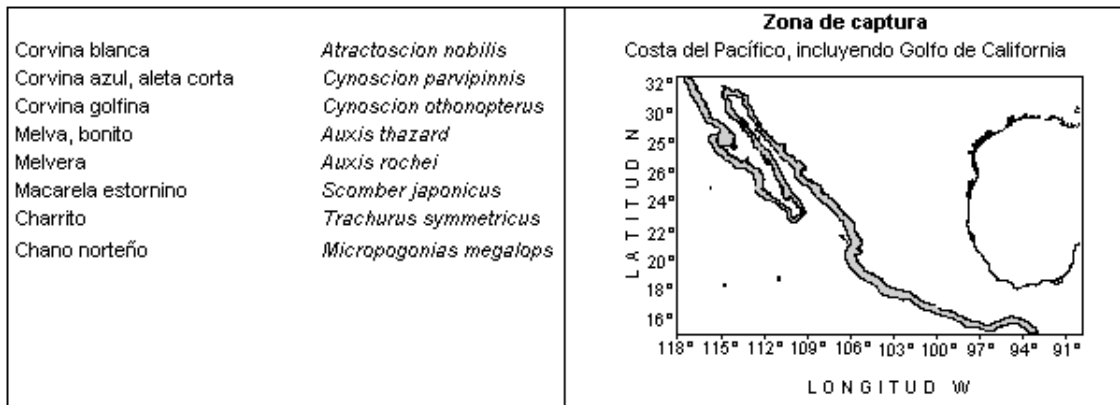 Corvina blanca Atractoscion nobilis
Corvina azul, aleta corta Cynoscion parvipinnis
Corvina golfina Cynoscion othonopterus
Melva, bonito Auxis thazard
Melvera Auxis rochei
Macarela estornino Scomber japonicus
Charrito Trachurus symmetricus
Chano norteño Micropogonias megalops
Zona de captura
Costa del Pacífico, incluyendo Golfo de California
LATITUD N
32°
30°
28°
26°
24°
22°
20°
18°
16°
118° 115° 112° 109° 106° 103° 100° 97° 94° 91°
LONGITUD W